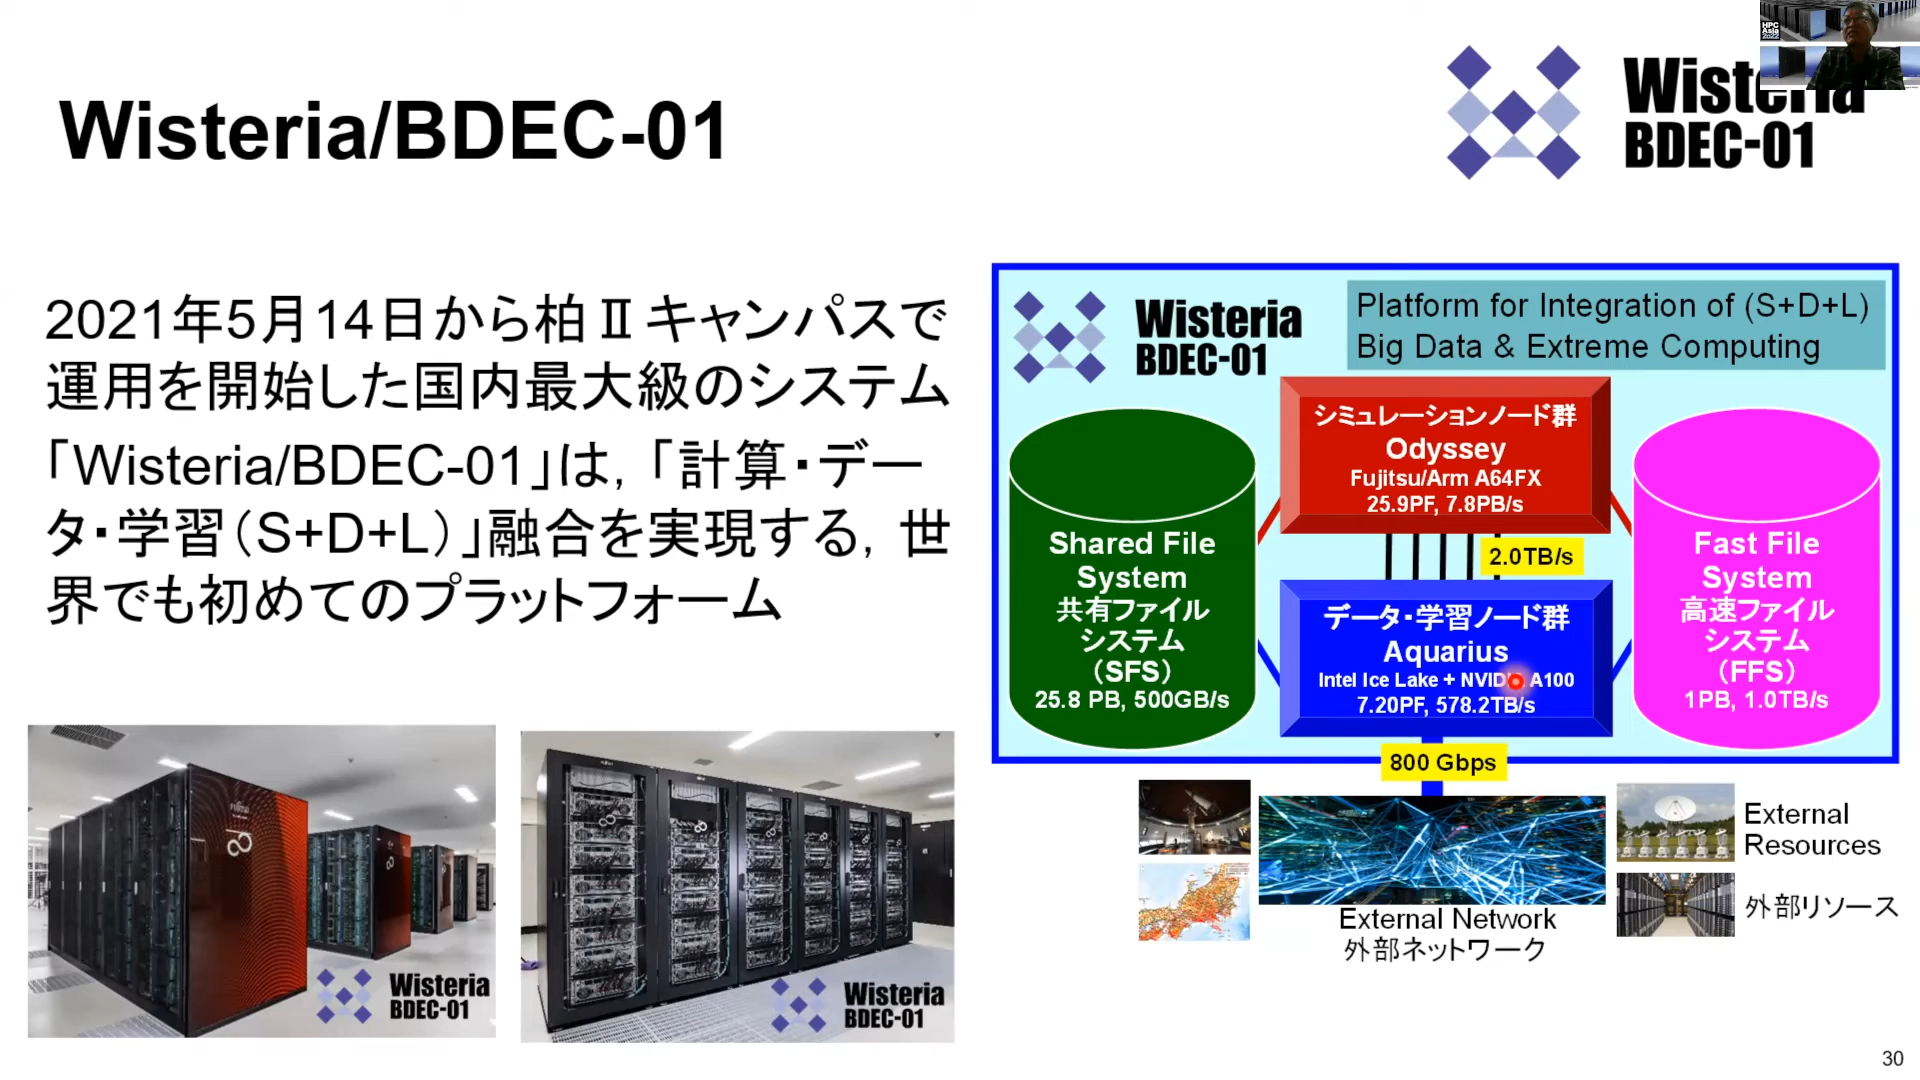 Wisteria/BDEC-01
Wisteria
BDEC-01
HPC
Asia
2022
2021年5月14日から柏Ⅱキャンパスで
運用を開始した国内最大級のシステム
「Wisteria/BDEC-01」は,「計算・デー
タ・学習（S+D+L）」融合を実現する，世
界でも初めてのプラットフォーム
Wisteria
BDEC-01
Platform for Integration of (S+D+L)
Big Data & Extreme Computing
シミュレーションノード群
Odyssey
Fujitsu/Arm A64FX
25.9PF, 7.8PB/s
2.0TB/s
Shared File
System
共有ファイル
システム
（SFS）
25.8 PB, 500GB/s
データ・学習ノード群
Aquarius
Intel Ice Lake + NVIDIA A100
7.20PF, 578.2TB/s
Fast File
System
高速ファイル
システム
（FFS）
1PB, 1.0TB/s
800 Gbps
External Network
外部ネットワーク
External
Resources
外部リソース
Wisteria
BDEC-01
Wisteria
BDEC-01
30